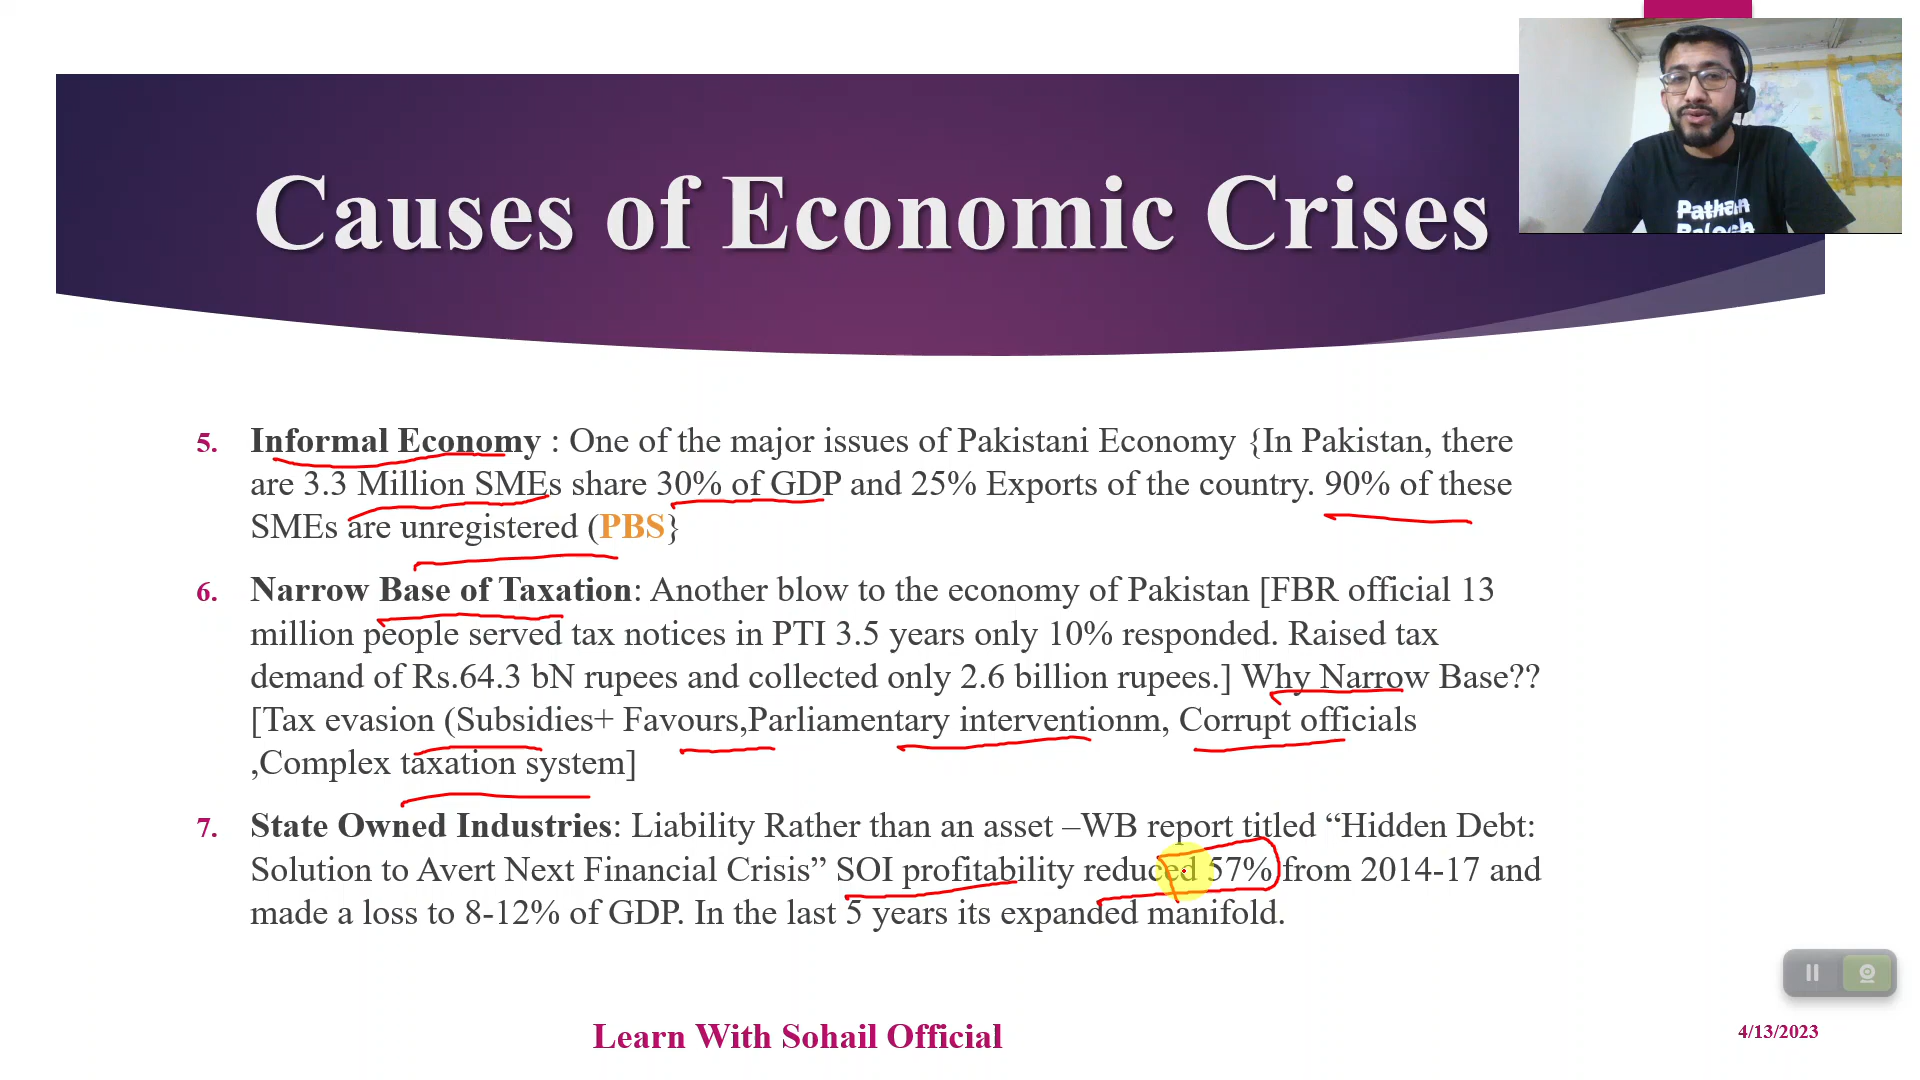 Causes of Economic Crises
Pathan
5. Informal Economy : One of the major issues of Pakistani Economy {In Pakistan, there
are 3.3 Million SMEs share 30% of GDP and 25% Exports of the country. 90% of these
SMEs are unregistered (PBS}
6. Narrow Base of Taxation: Another blow to the economy of Pakistan [FBR official 13
million people served tax notices in PTI 3.5 years only 10% responded. Raised tax
demand of Rs.64.3 bN rupees and collected only 2.6 billion rupees.] Why Narrow Base??
[Tax evasion (Subsidies+ Favours,Parliamentary interventionm, Corrupt officials
,Complex taxation system]
7. State Owned Industries: Liability Rather than an asset –WB report titled “Hidden Debt:
Solution to Avert Next Financial Crisis” SOI profitability reduced 57% from 2014-17 and
made a loss to 8-12% of GDP. In the last 5 years its expanded manifold.
Learn With Sohail Official
4/13/2023